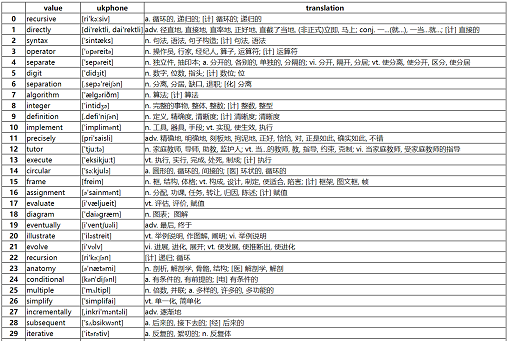 value ukphone translation
0 recursive [ri'kɜ:siv] a. 循环的, 递归的; [计] 循环的; 递归的
1 directly [di'rektli, dai'rektli] adv. 径直地, 直接地, 直率地, 正好地, 直截了当地, (非正式)立即, 马上; conj. 一...(就...), 一当...就...; [计] 直接的
2 syntax ['sintæks] n. 句法, 语法, 句子构造; [计] 句法, 语法
3 operator ['ɒpəreitə] n. 操作员, 行家, 经纪人, 算子, 运算符; [计] 运算符
4 separate ['sepəreit] n. 独立件, 抽印本; a. 分开的, 各别的, 单独的, 分隔的; vi. 分开, 隔开, 分居; vt. 使分离, 使分开, 区分, 使分居
5 digit ['didʒit] n. 数字, 位数, 指头; [计] 数位; 位
6 separation [.sepə'reiʃən] n. 分离, 分居, 缺口, 退职; [化] 分离
7 algorithm ['ælgəriðm] n. 算法; [计] 算法
8 integer ['intidʒə] n. 完整的事物, 整体, 整数; [计] 整数, 整型
9 definition [.defi'niʃən] n. 定义, 精确度, 清晰度; [计] 清晰度; 清晰度
10 implement ['implimənt] n. 工具, 器具, 手段; vt. 实现, 使生效, 执行
11 precisely [pri'saisli] adv. 精确地, 明确地, 刻板地, 拘泥地, 正好, 恰恰, 对, 正是如此, 确实如此, 不错
12 tutor ['tju:tə] n. 家庭教师, 导师, 助教, 监护人; vt. 当...的教师, 教, 指导, 约束, 克制; vi. 当家庭教师, 受家庭教师的指导
13 execute ['eksikju:t] vt. 执行, 实行, 完成, 处死, 制成; [计] 执行
14 circular ['sɜ:kjulə] a. 圆形的, 循环的, 间接的; [医] 环状的, 循环的
15 frame [freim] n. 框, 结构, 体格; vt. 构成, 设计, 制定, 使适合, 陷害; [计] 框架, 图文框, 帧
16 assignment [ə'sainmənt] n. 分配, 功课, 任务, 转让, 归因, 陈述; [计] 赋值
17 evaluate [i'væljueit] vt. 评估, 评价, 赋值
18 diagram ['daiəgræm] n. 图表; 图解
19 eventually [i'ventʃuəli] adv. 最后, 终于
20 illustrate ['iləstreit] vt. 举例说明, 作图解, 阐明; vi. 举例说明
21 evolve [i'vɒlv] vi. 进展, 进化, 展开; vt. 使发展, 使推断出, 使进化
22 recursion [ri'kɜ:ʃən] [计] 递归; 循环
23 anatomy [ə'nætəmi] n. 剖析, 解剖学, 骨骼, 结构; [医] 解剖学, 解剖
24 conditional [kən'diʃənl] a. 有条件的, 有前提的; [电] 有条件的
25 multiple ['mʌltipl] n. 倍数, 并联; a. 多样的, 许多的, 多功能的
26 simplify ['simplifai] vt. 单一化, 简单化
27 incrementally [.inkri'məntəli] adv. 逐渐地
28 subsequent ['sʌbsikwənt] a. 后来的, 接下去的; [经] 后来的
29 iterative ['itərətiv] a. 反复的, 絮叨的; n. 反复体